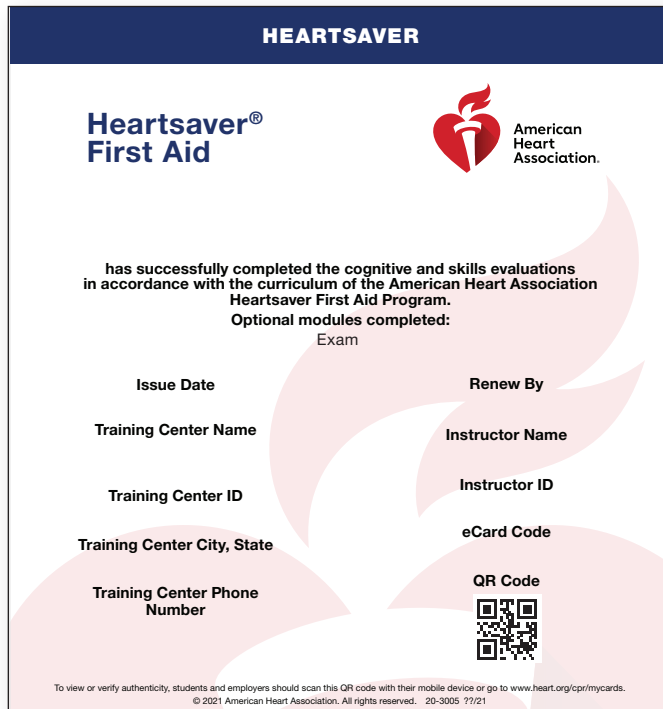 HEARTSAVER
Heartsaver®
First Aid
American
Heart
Association®
has successfully completed the cognitive and skills evaluations
in accordance with the curriculum of the American Heart Association
Heartsaver First Aid Program.
Optional modules completed:
Exam
Issue Date
Renew By
Training Center Name
Instructor Name
Training Center ID
Instructor ID
Training Center City, State
eCard Code
Training Center Phone
Number
QR Code
To view or verify authenticity, students and employers should scan this QR code with their mobile device or go to www.heart.org/cpr/mycards.
© 2021 American Heart Association. All rights reserved. 20-3005 ??/21